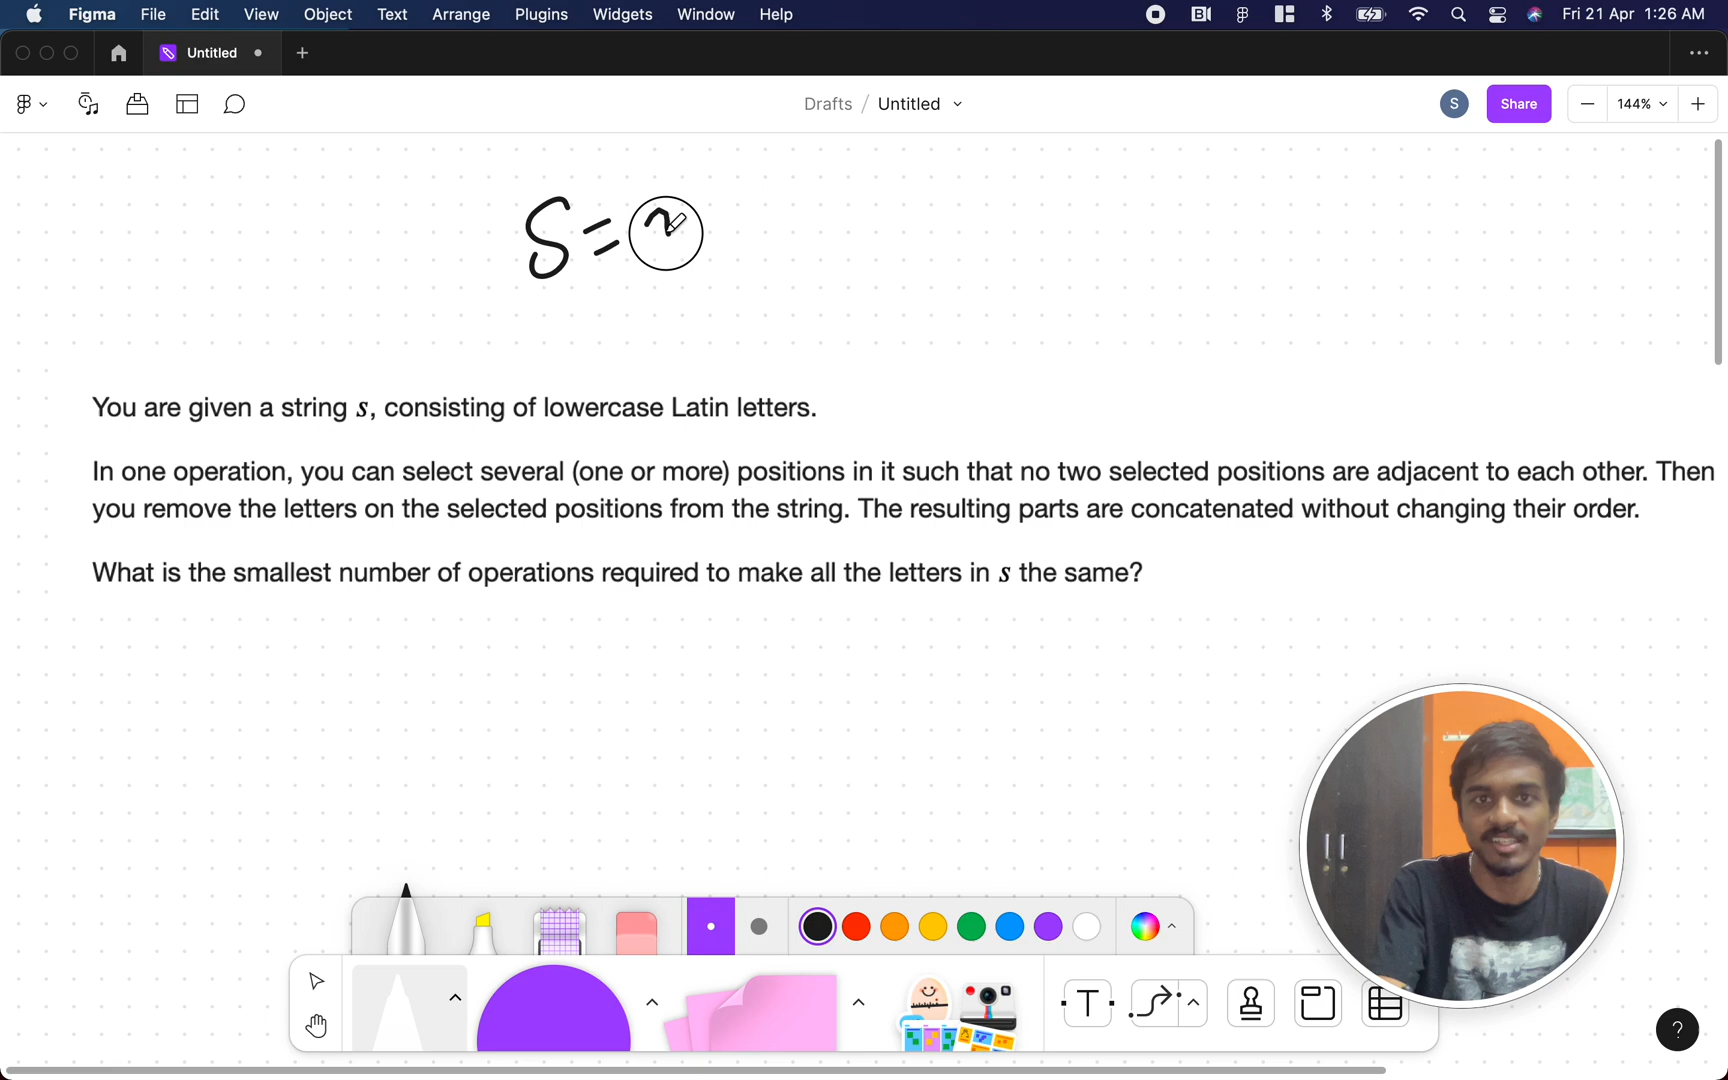 Figma File Edit View Object Text Arrange Plugins Widgets Window Help Fri 21 Apr 1:26 AM
Untitled
Drafts / Untitled S Share 144%
S =
You are given a string s, consisting of lowercase Latin letters.
In one operation, you can select several (one or more) positions in it such that no two selected positions are adjacent to each other. Then
you remove the letters on the selected positions from the string. The resulting parts are concatenated without changing their order.
What is the smallest number of operations required to make all the letters in s the same?
T
?